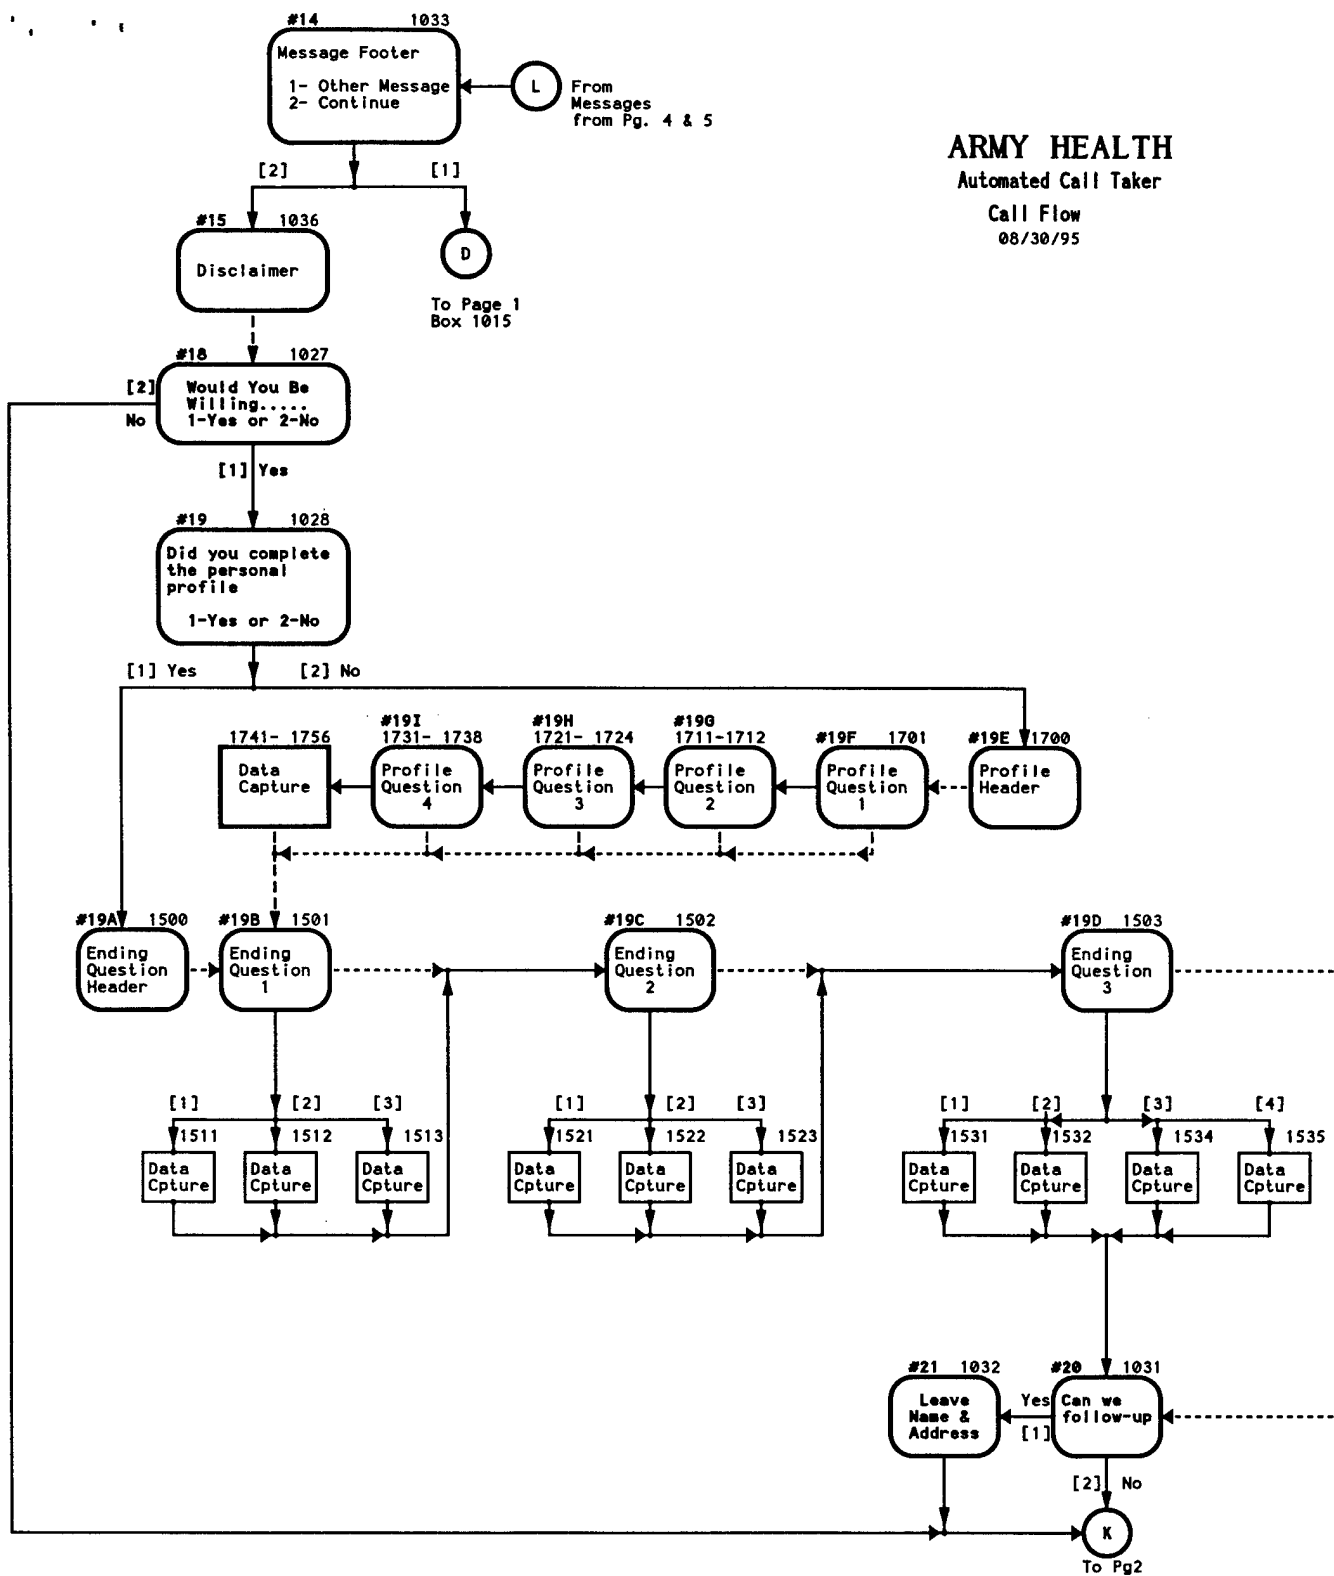 #14 1033
Message Footer
1- Other Message
2- Continue
L
From
Messages
from Pg. 4 & 5
ARMY HEALTH
Automated Call Taker
Call Flow
08/30/95
[2] [1]
#15 1036
Disclaimer
D
To Page 1
Box 1015
#18 1027
[2]
No
Would You Be
Willing.....
1-Yes or 2-No
[1] Yes
#19 1028
Did you complete
the personal
profile
1-Yes or 2-No
[1] Yes [2] No
1741- 1756
Data
Capture
#19I
1731- 1738
Profile
Question
4
#19H
1721- 1724
Profile
Question
3
#19G
1711-1712
Profile
Question
2
#19F 1701
Profile
Question
1
#19E 1700
Profile
Header
#19A 1500
Ending
Question
Header
#19B 1501
Ending
Question
1
#19C 1502
Ending
Question
2
#19D 1503
Ending
Question
3
[1] [2] [3]
1511 1512 1513
Data
Cpture
Data
Cpture
Data
Cpture
[1] [2] [3]
1521 1522 1523
Data
Cpture
Data
Cpture
Data
Cpture
[1] [2] [3] [4]
1531 1532 1534 1535
Data
Cpture
Data
Cpture
Data
Cpture
Data
Cpture
#21 1032
Leave
Name &
Address
Yes
[1]
#20 1031
Can we
follow-up
[2] No
K
To Pg2